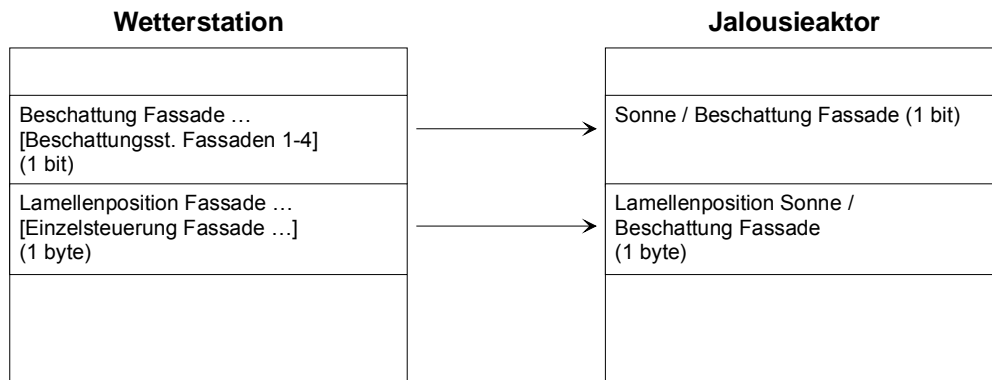 Wetterstation
Jalousieaktor
Beschattung Fassade …
[Beschattungsst. Fassaden 1-4]
(1 bit)
Sonne / Beschattung Fassade (1 bit)
Lamellenposition Fassade …
[Einzelsteuerung Fassade …]
(1 byte)
Lamellenposition Sonne /
Beschattung Fassade
(1 byte)